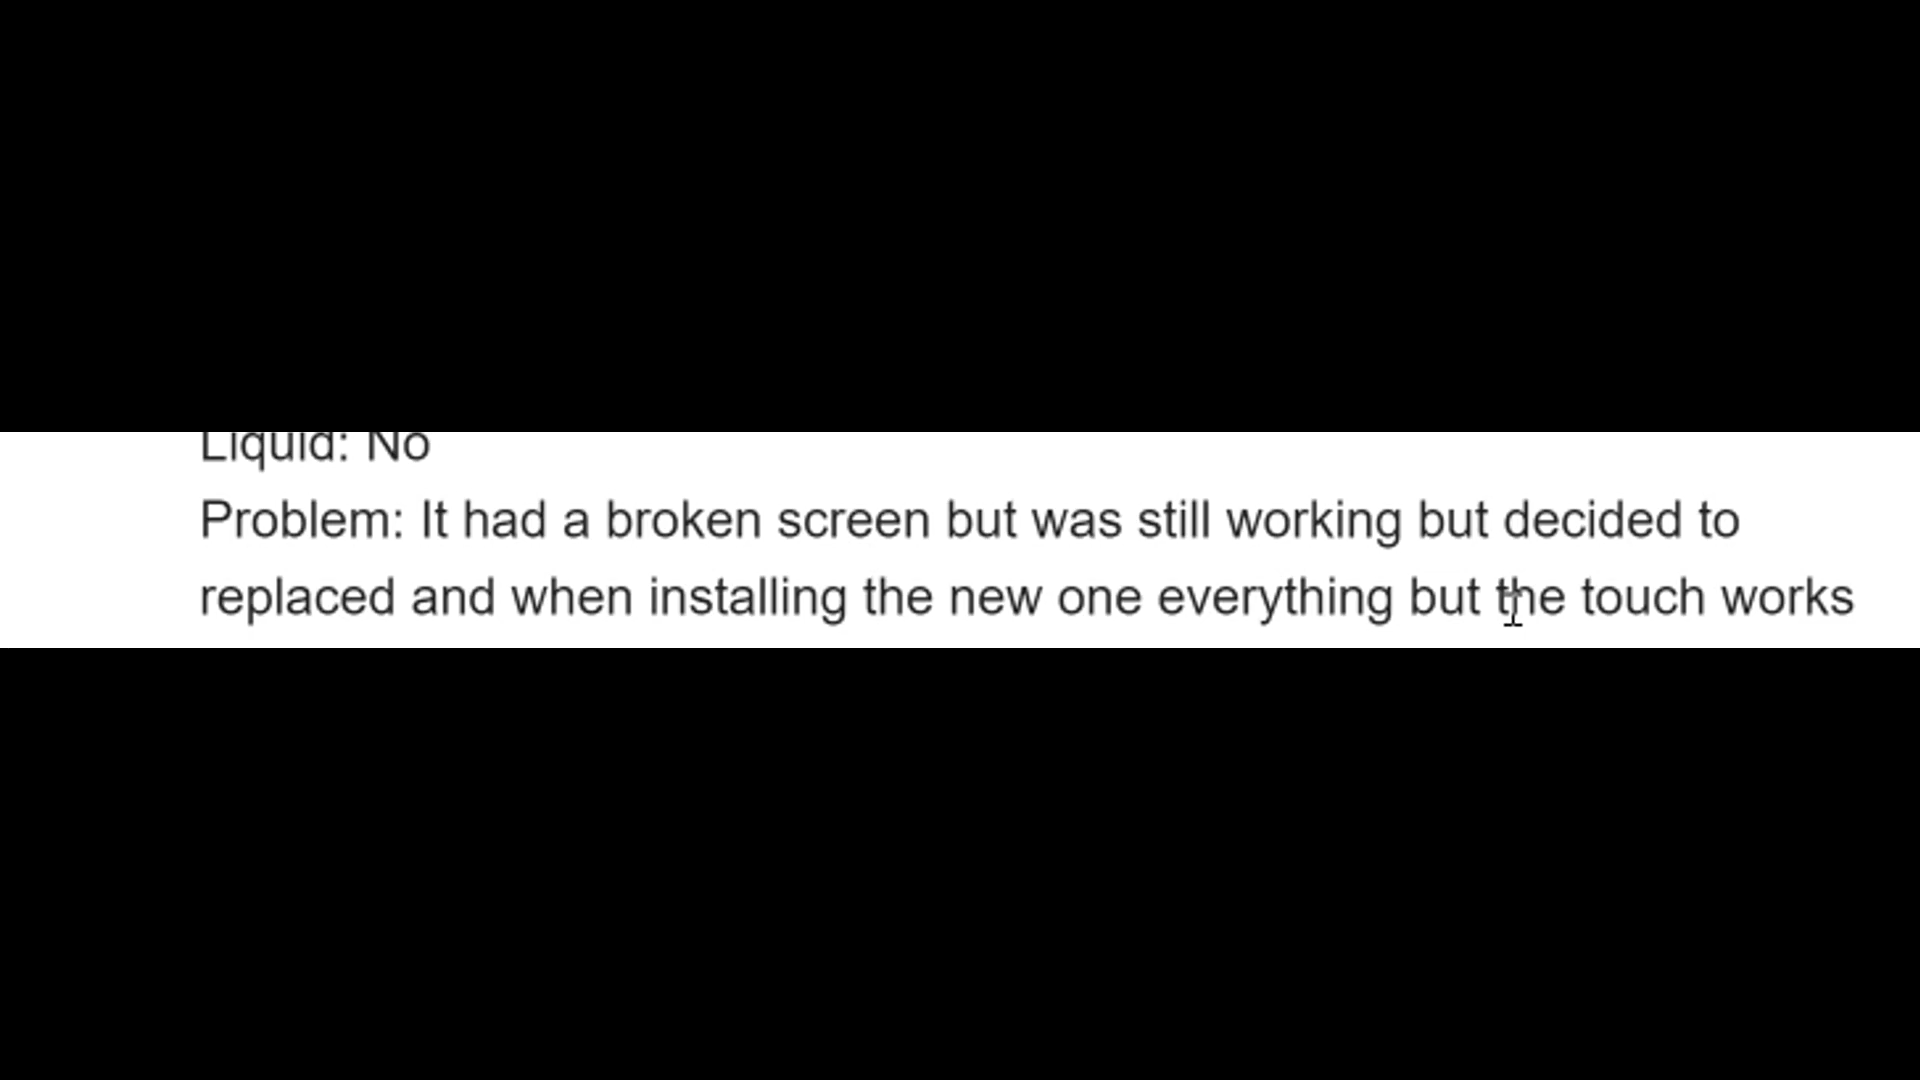 Liquid: No
Problem: It had a broken screen but was still working but decided to
replaced and when installing the new one everything but the touch works